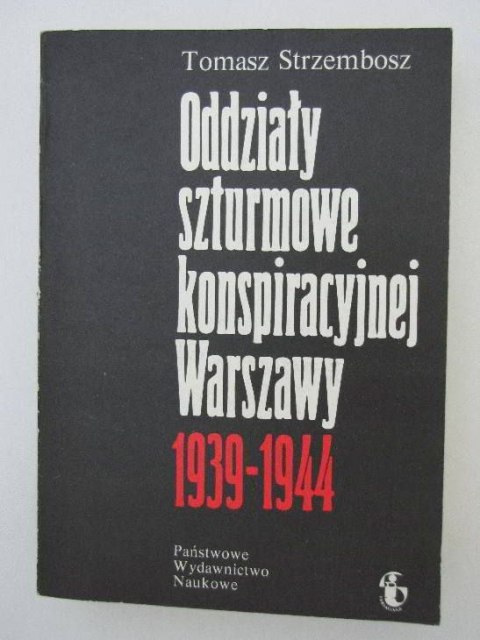 Tomasz Strzembosz
Oddziały
szturmowe
konspiracyjnej
Warszawy
1939-1944
Państwowe
Wydawnictwo
Naukowe